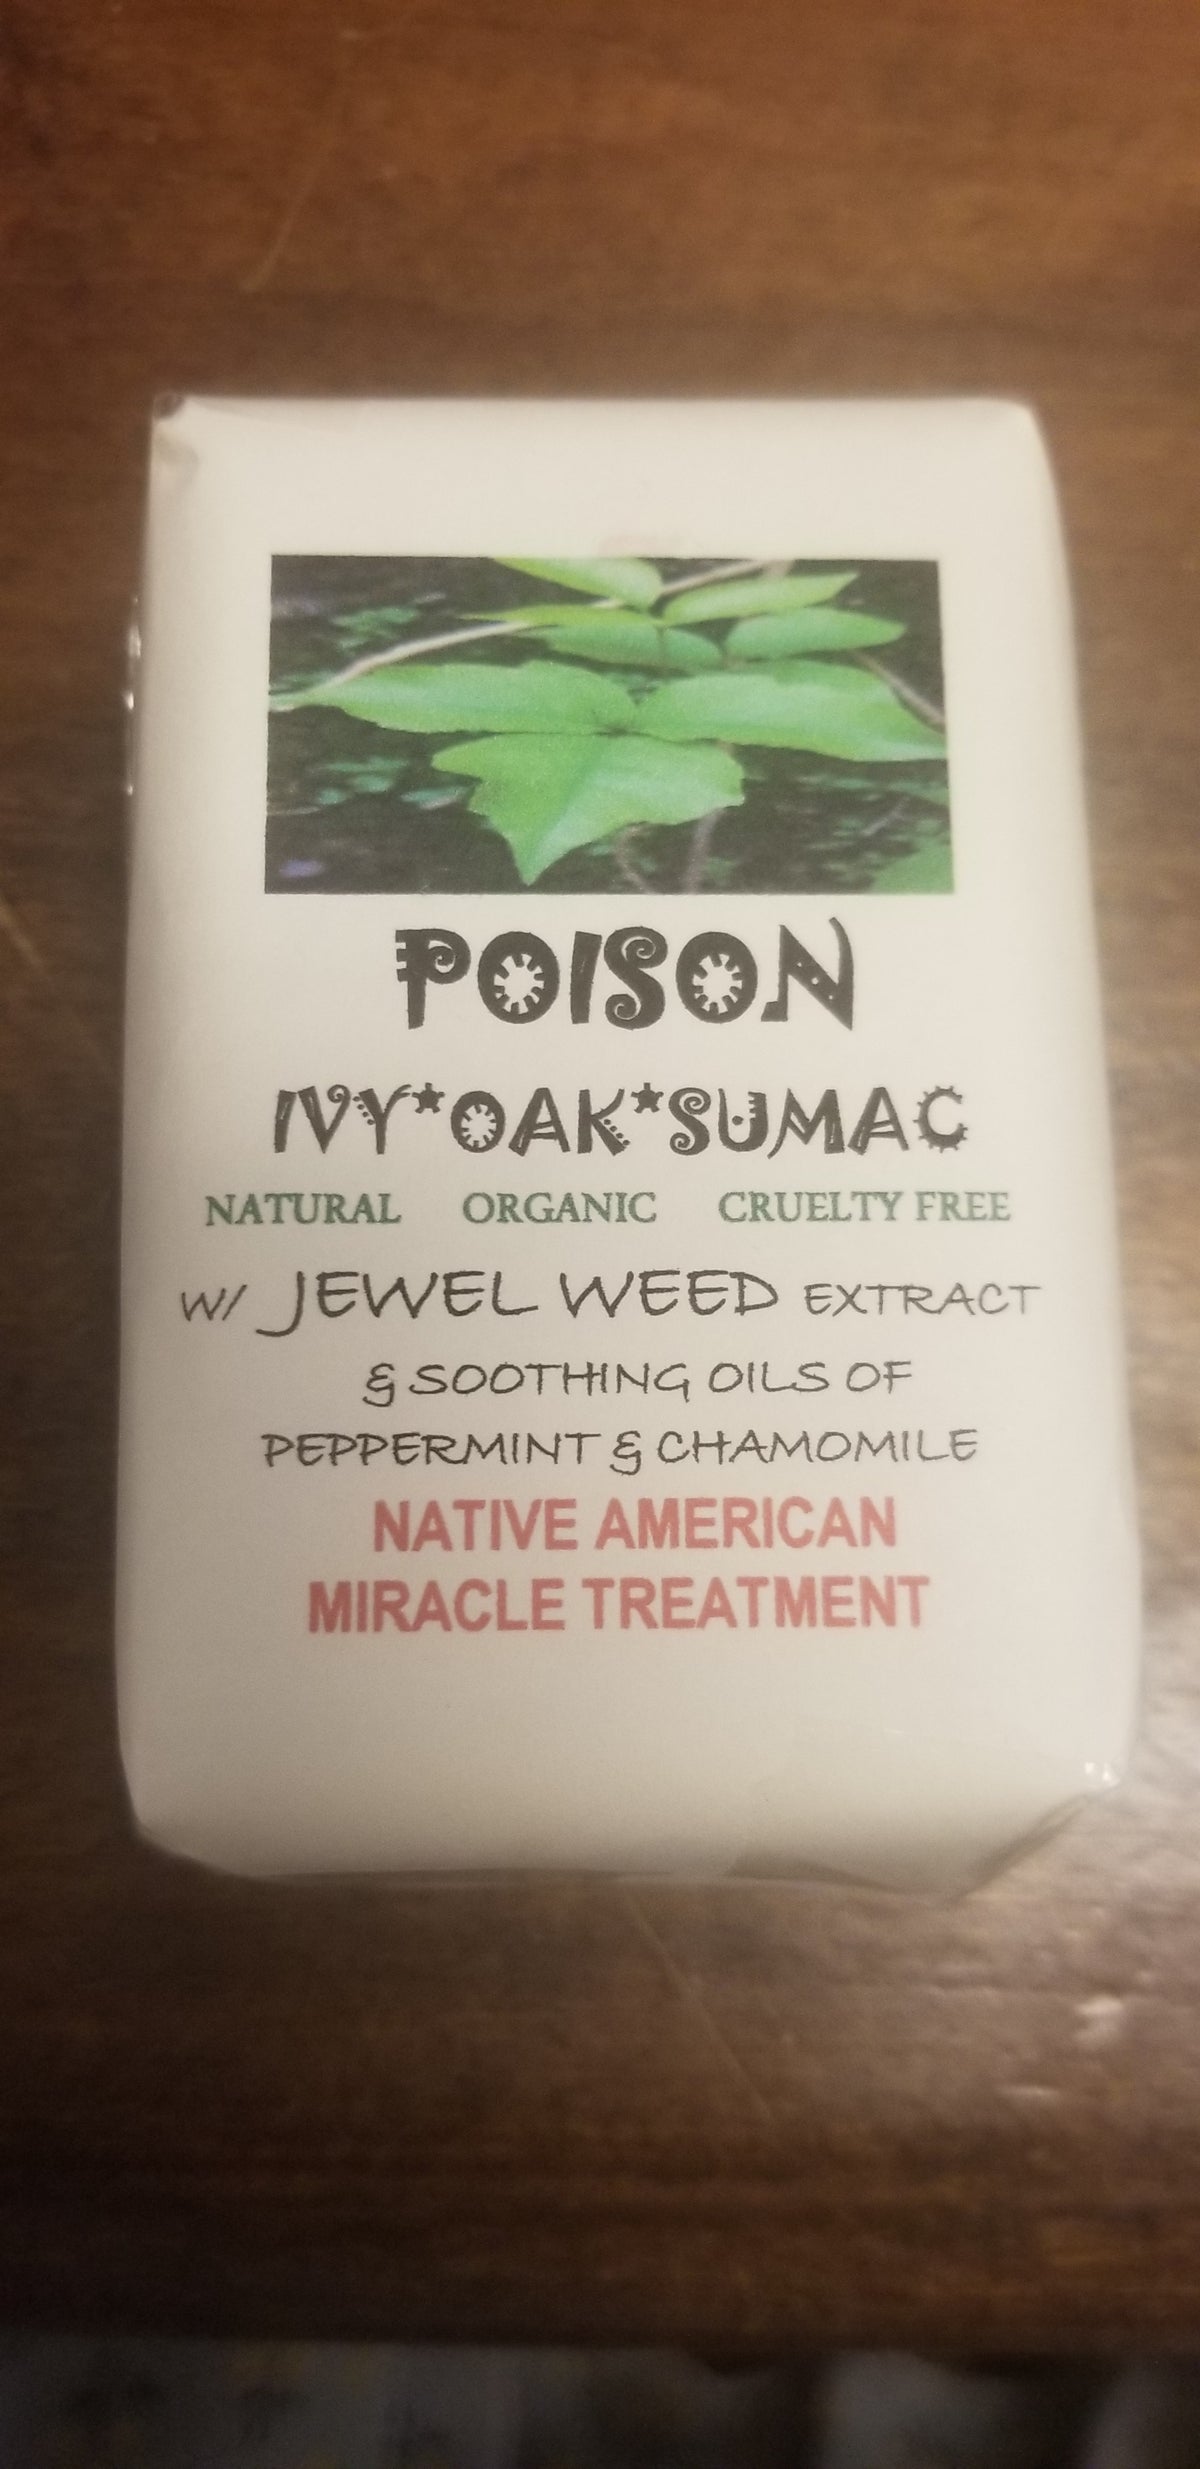 POISON
IVY*OAK*SUMAC
NATURAL ORGANIC CRUELTY FREE
W/ JEWEL WEED EXTRACT
& SOOTHING OILS OF
PEPPERMINT & CHAMOMILE
NATIVE AMERICAN
MIRACLE TREATMENT